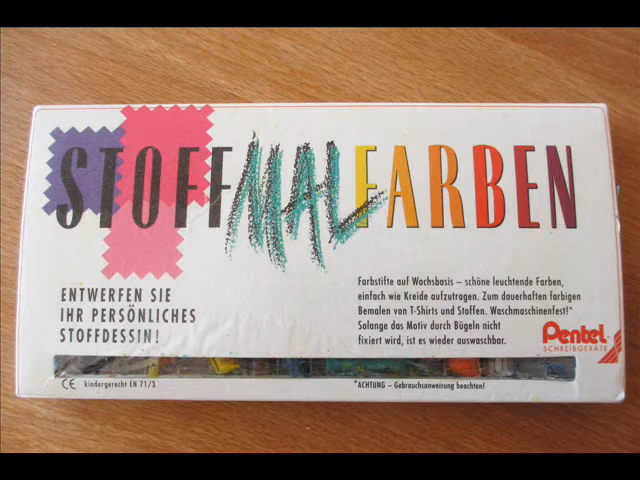 STOFFMALFARBEN
ENTWERFEN SIE
IHR PERSÖNLICHES
STOFFDESSIN!
Farbstifte auf Wachsbasis – schöne leuchtende Farben,
einfach wie Kreide aufzutragen. Zum dauerhaften farbigen
Bemalen von T-Shirts und Stoffen. Waschmaschinenfest!*
Solange das Motiv durch Bügeln nicht
fixiert wird, ist es wieder auswaschbar.
Pentel
SCHREIBGERÄTE
CE kindergerecht EN 71/3
*ACHTUNG – Gebrauchsanweisung beachten!